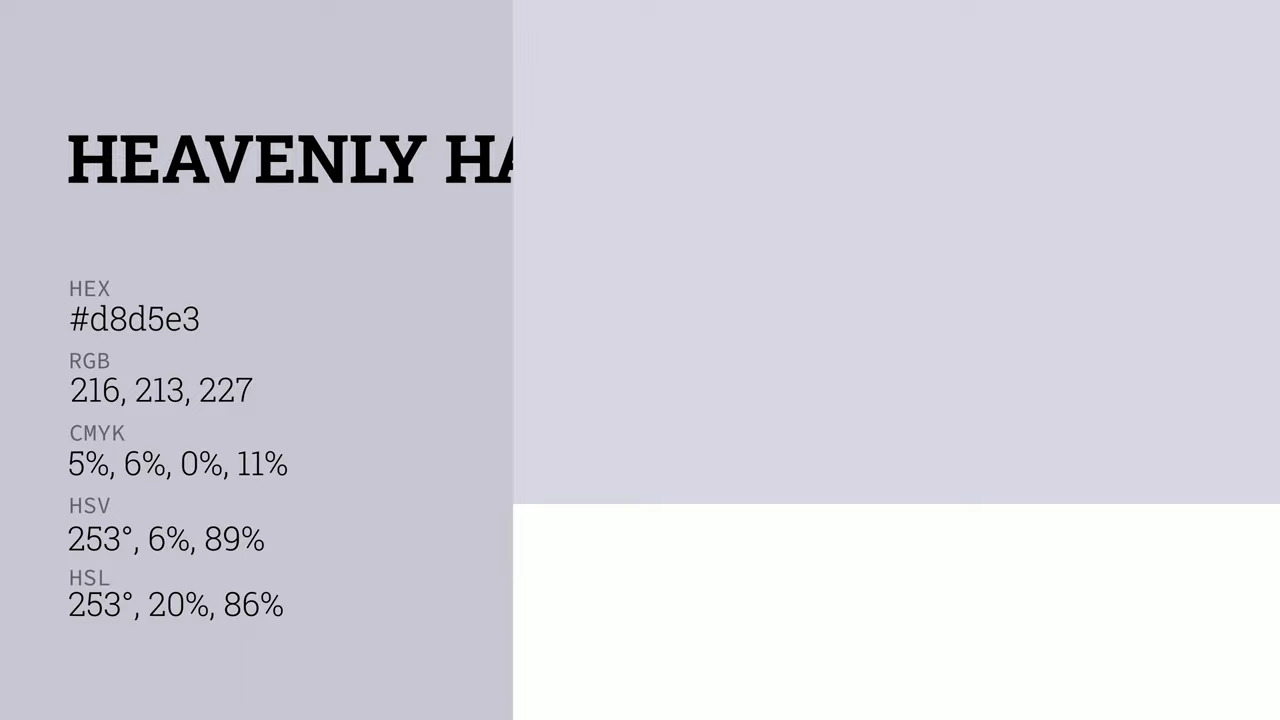 HEAVENLY HA
HEX
#d8d5e3
RGB
216, 213, 227
CMYK
5%, 6%, 0%, 11%
HSV
253°, 6%, 89%
HSL
253°, 20%, 86%